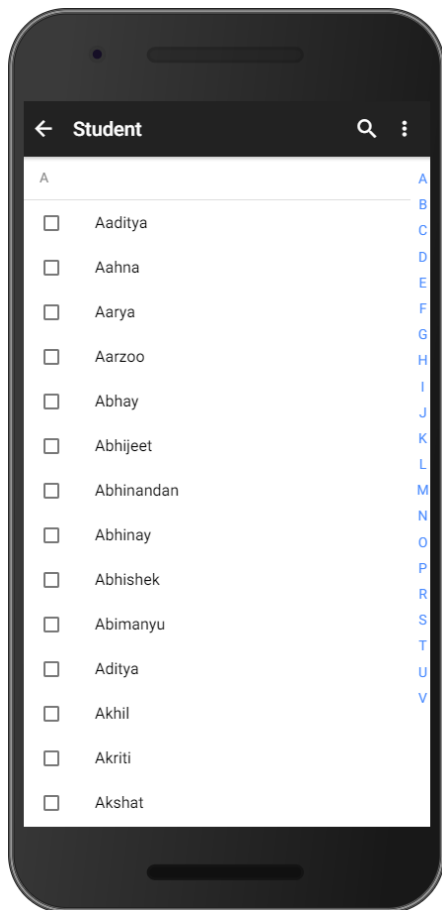 Student
A
Aaditya
Aahna
Aarya
Aarzoo
Abhay
Abhijeet
Abhinandan
Abhinay
Abhishek
Abimanyu
Aditya
Akhil
Akriti
Akshat
A
B
C
D
E
F
G
H
I
J
K
L
M
N
O
P
R
S
T
U
V